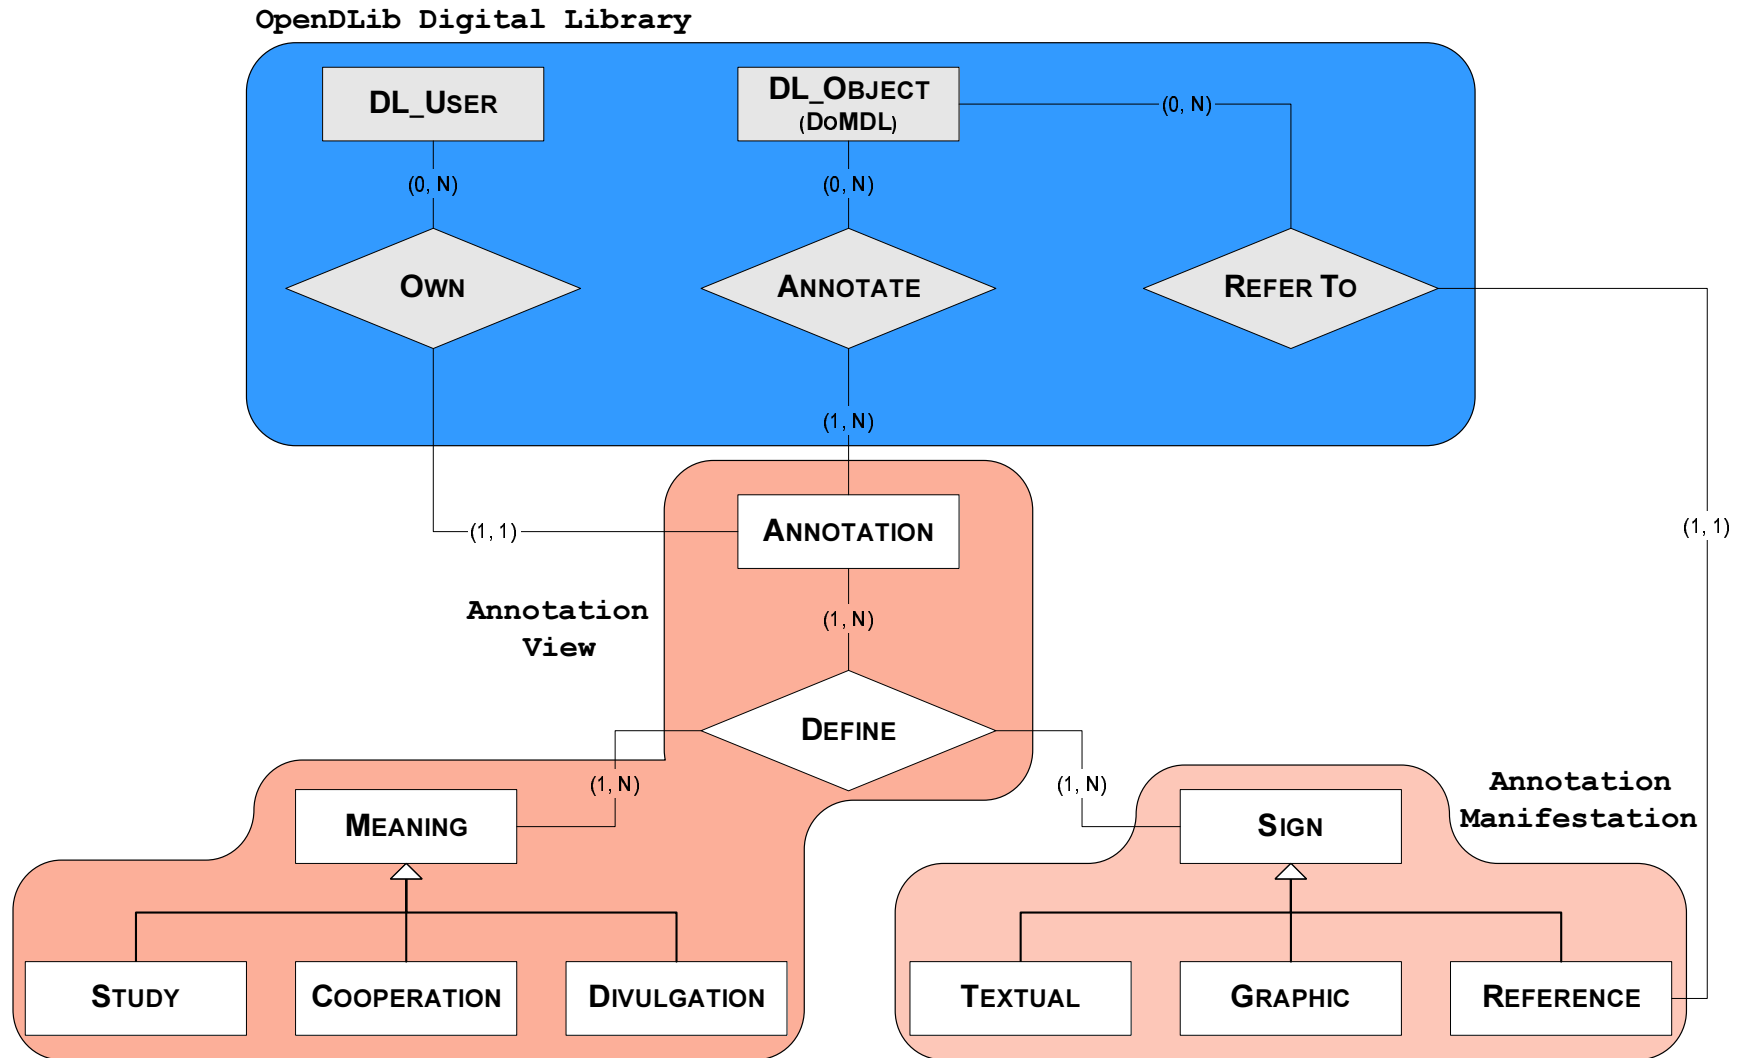 OpenDLib Digital Library
DL_USER
DL_OBJECT
(DOMDL)
(0, N)
(0, N)
(0, N)
OWN
ANNOTATE
REFER TO
(1, N)
(1, 1)
ANNOTATION
(1, 1)
Annotation
View
(1, N)
DEFINE
(1, N)
(1, N)
Annotation
Manifestation
MEANING
SIGN
STUDY
COOPERATION
DIVULGATION
TEXTUAL
GRAPHIC
REFERENCE